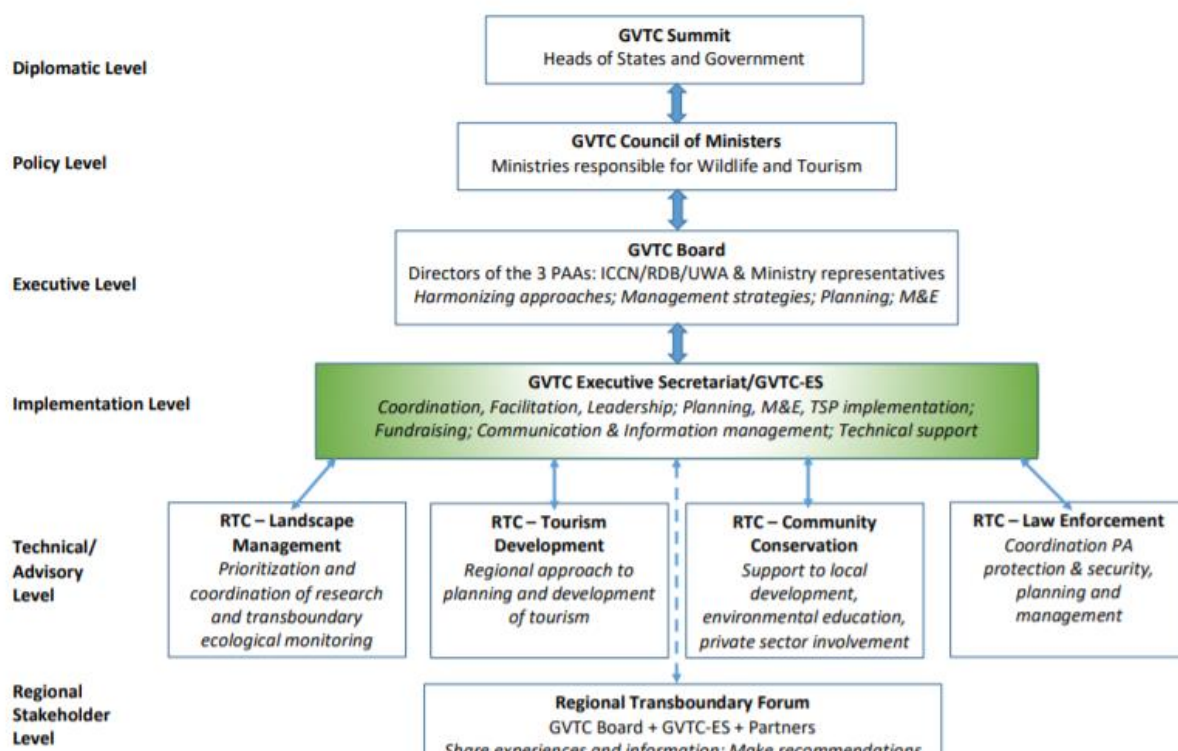 Diplomatic Level
GVTC Summit
Heads of States and Government
Policy Level
GVTC Council of Ministers
Ministries responsible for Wildlife and Tourism
Executive Level
GVTC Board
Directors of the 3 PAAs: ICCN/RDB/UWA & Ministry representatives
Harmonizing approaches; Management strategies; Planning; M&E
Implementation Level
GVTC Executive Secretariat/GVTC-ES
Coordination, Facilitation, Leadership; Planning, M&E, TSP implementation;
Fundraising; Communication & Information management; Technical support
Technical/
Advisory
Level
RTC – Landscape
Management
Prioritization and
coordination of research
and transboundary
ecological monitoring
RTC – Tourism
Development
Regional approach to
planning and development
of tourism
RTC – Community
Conservation
Support to local
development,
environmental education,
private sector involvement
RTC – Law Enforcement
Coordination PA
protection & security,
planning and
management
Regional
Stakeholder
Level
Regional Transboundary Forum
GVTC Board + GVTC-ES + Partners
Share experiences and information; Make recommendations